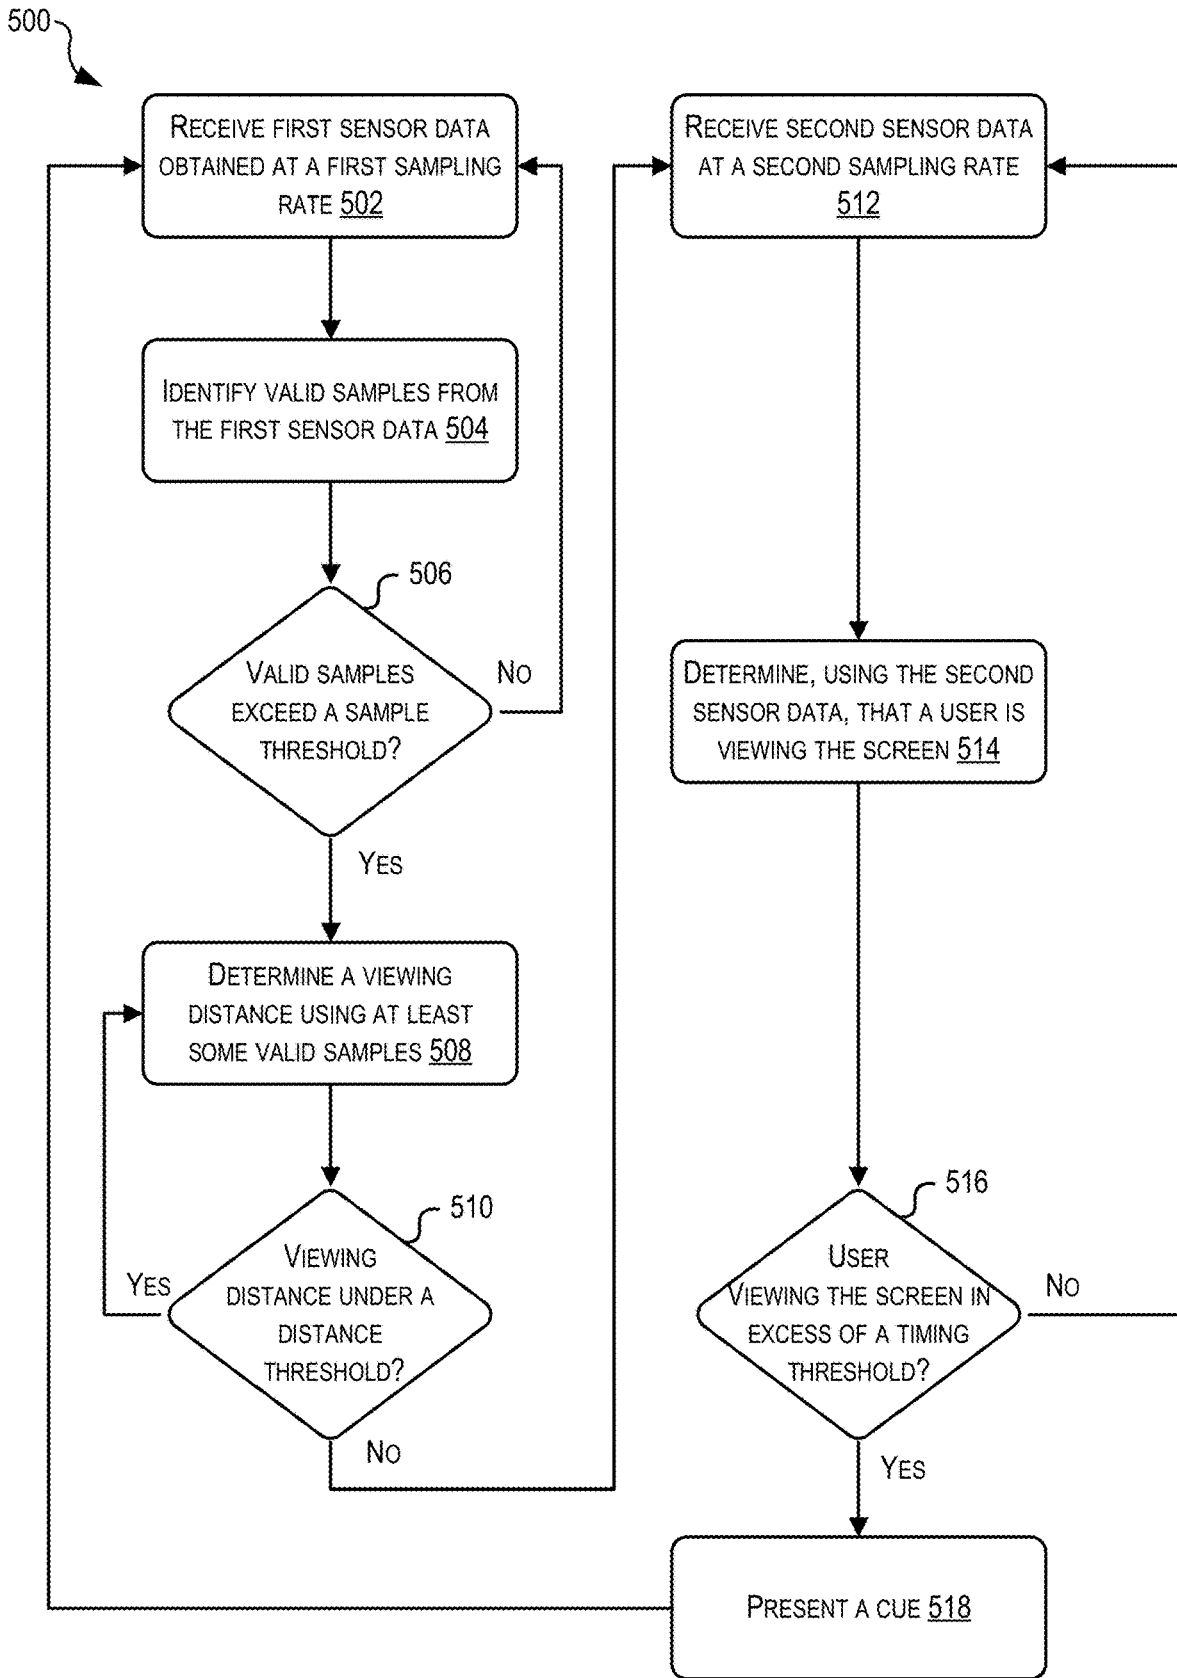 500
RECEIVE FIRST SENSOR DATA
OBTAINED AT A FIRST SAMPLING
RATE 502
IDENTIFY VALID SAMPLES FROM
THE FIRST SENSOR DATA 504
506
VALID SAMPLES
EXCEED A SAMPLE
THRESHOLD?
NO
YES
DETERMINE A VIEWING
DISTANCE USING AT LEAST
SOME VALID SAMPLES 508
510
VIEWING
DISTANCE UNDER A
DISTANCE
THRESHOLD?
YES
NO
RECEIVE SECOND SENSOR DATA
AT A SECOND SAMPLING RATE
512
DETERMINE, USING THE SECOND
SENSOR DATA, THAT A USER IS
VIEWING THE SCREEN 514
516
USER
VIEWING THE SCREEN IN
EXCESS OF A TIMING
THRESHOLD?
NO
YES
PRESENT A CUE 518